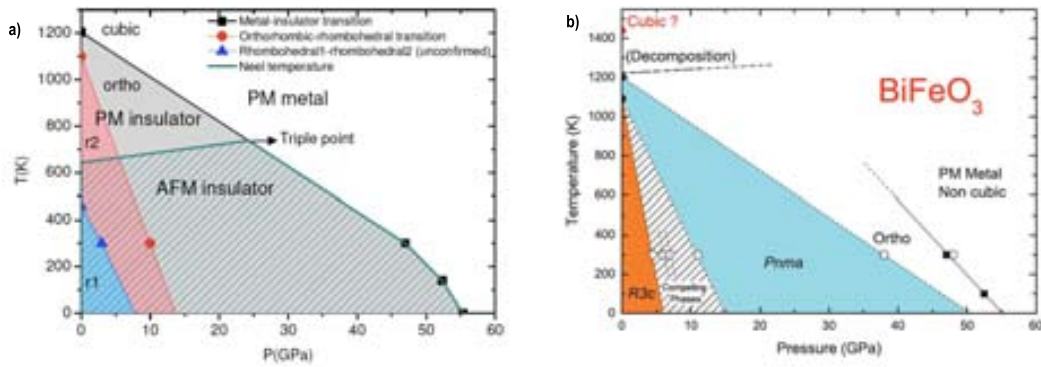 a)
Metal-insulator transition
Orthorhombic-rhombohedral transition
Rhombohedral1-rhombohedral2 (unconfirmed)
Neel temperature
cubic
ortho
PM metal
PM insulator
Triple point
r2
AFM insulator
r1
T(K)
1200
1000
800
600
400
200
0
0 10 20 30 40 50 60
P(GPa)
b)
Cubic ?
(Decomposition)
BiFeO3
PM Metal
Non cubic
Ortho
Pnma
R3c
Competing
Phases
Temperature (K)
1400
1200
1000
800
600
400
200
0
0 10 20 30 40 50 60
Pressure (GPa)